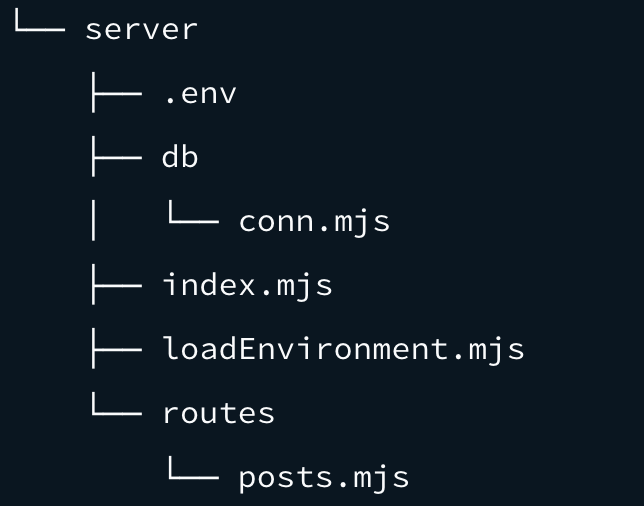 └── server
    ├── .env
    ├── db
    │   └── conn.mjs
    ├── index.mjs
    ├── loadEnvironment.mjs
    └── routes
        └── posts.mjs